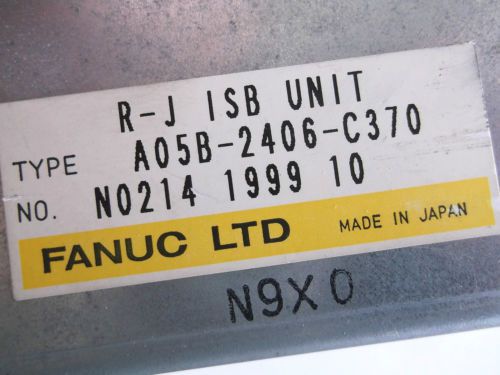 R-J ISB UNIT
TYPE A05B-2406-C370
NO. N0214 1999 10
FANUC LTD MADE IN JAPAN
N9X0